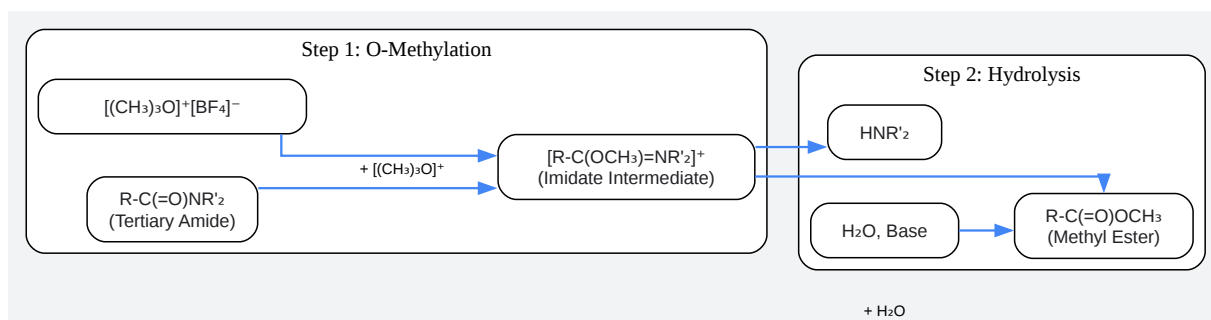 Step 1: O-Methylation
[(CH₃)₃O]⁺[BF₄]⁻
+ [(CH₃)₃O]⁺
R-C(=O)NR'₂
(Tertiary Amide)
[R-C(OCH₃)=NR'₂]⁺
(Imidate Intermediate)
Step 2: Hydrolysis
HNR'₂
H₂O, Base
R-C(=O)OCH₃
(Methyl Ester)
+ H₂O